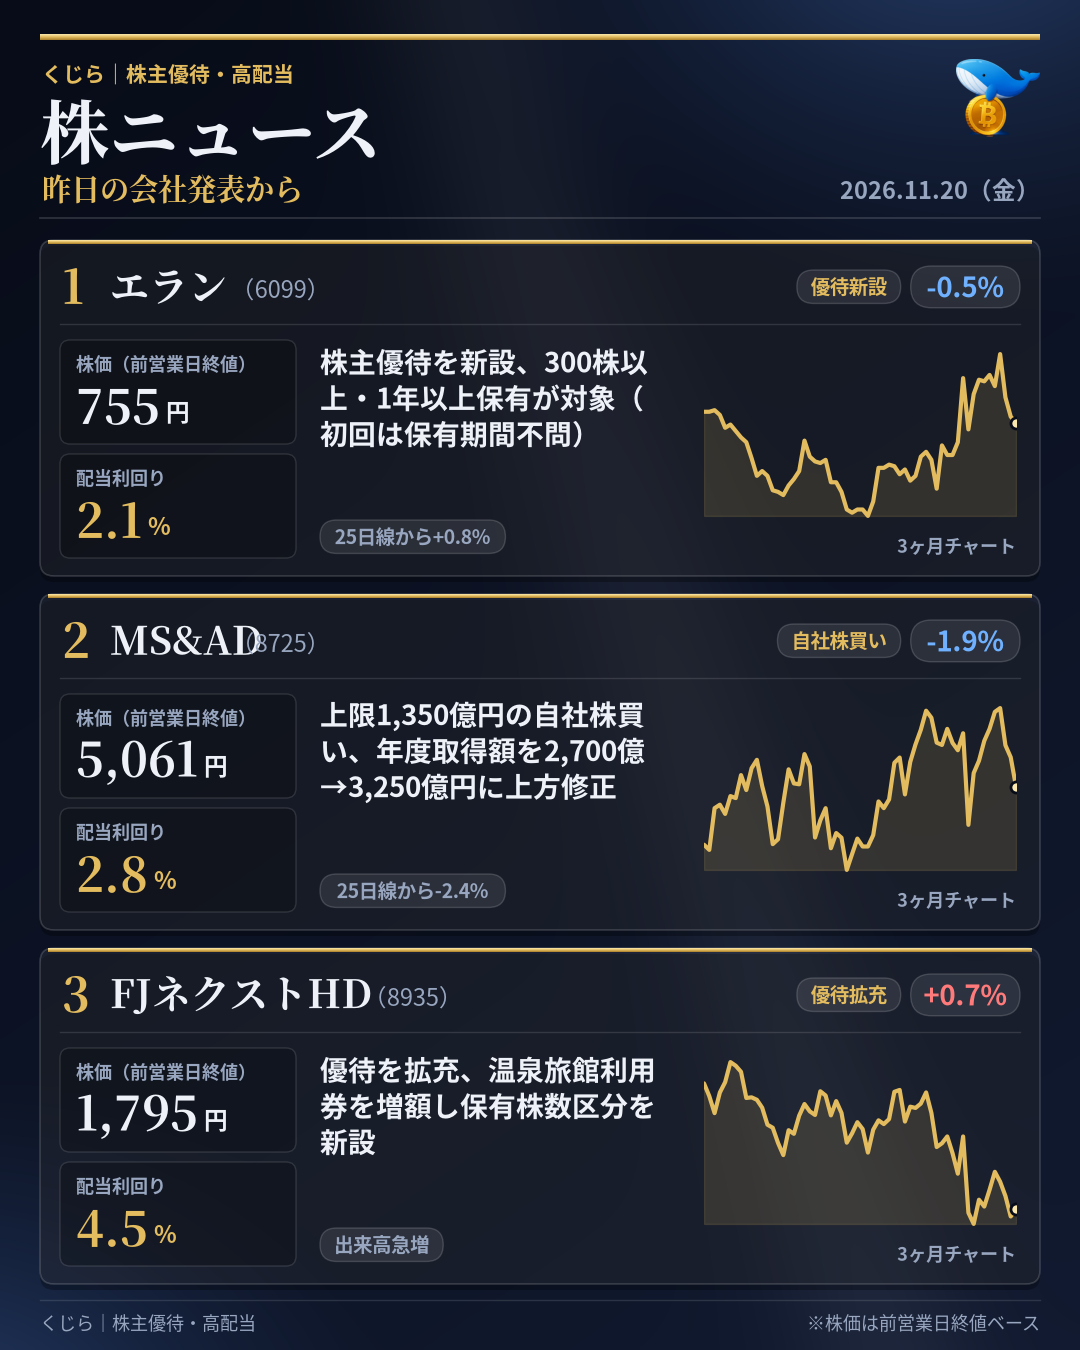 くじら｜株主優待・高配当
株ニュース
昨日の会社発表から
2026.11.20（金）
1 エラン（6099） 優待新設 -0.5%
株価（前営業日終値）
755円
配当利回り
2.1%
株主優待を新設、300株以
上・1年以上保有が対象（
初回は保有期間不問）
25日線から+0.8%
3ヶ月チャート
2 MS&AD（8725） 自社株買い -1.9%
株価（前営業日終値）
5,061円
配当利回り
2.8%
上限1,350億円の自社株買
い、年度取得額を2,700億
→3,250億円に上方修正
25日線から-2.4%
3ヶ月チャート
3 FJネクストHD（8935） 優待拡充 +0.7%
株価（前営業日終値）
1,795円
配当利回り
4.5%
優待を拡充、温泉旅館利用
券を増額し保有株数区分を
新設
出来高急増
3ヶ月チャート
くじら｜株主優待・高配当
※株価は前営業日終値ベース